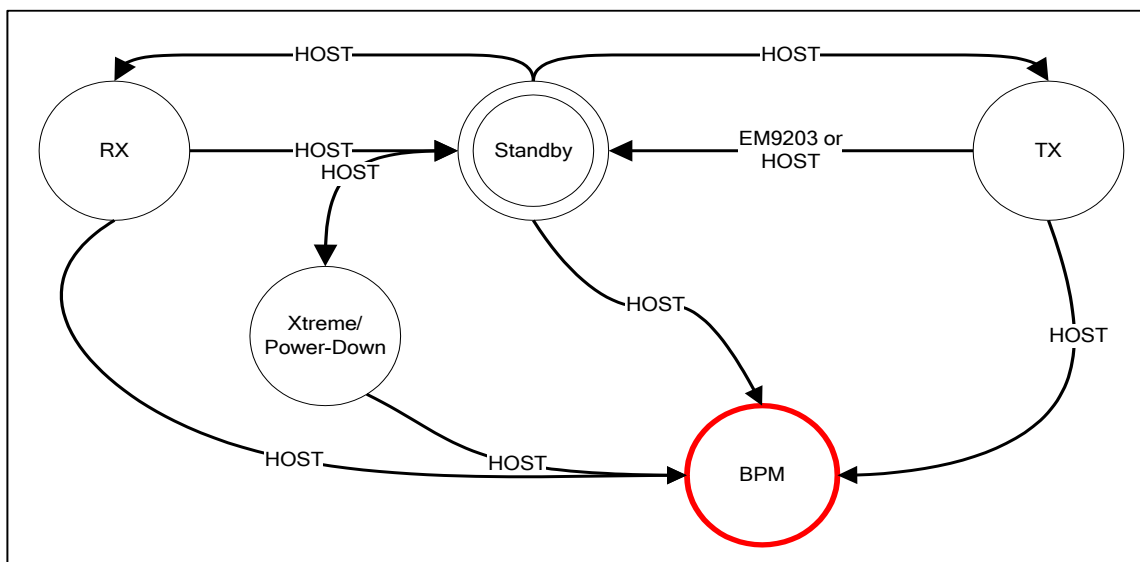 HOST
HOST
RX
HOST
Standby
EM9203 or
HOST
TX
HOST
Xtreme/
Power-Down
HOST
HOST
HOST
HOST
BPM